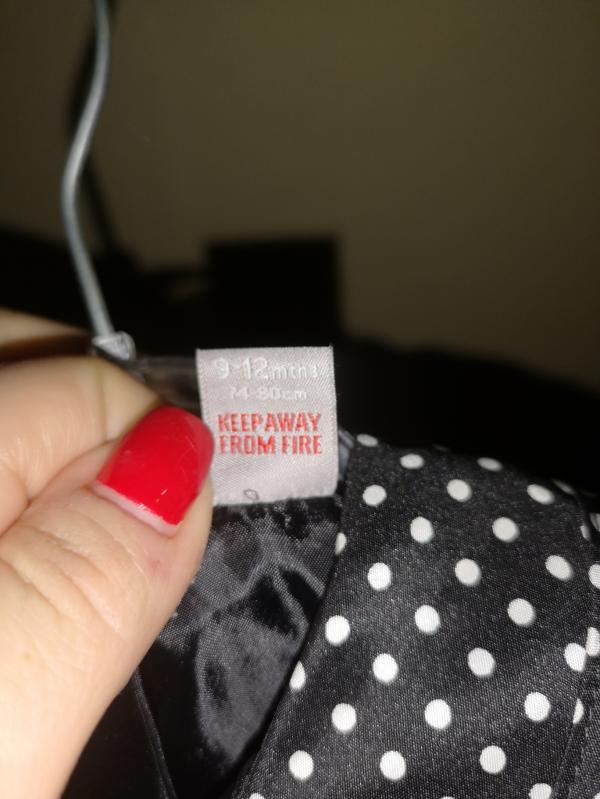 9-12mths
74-80cm
KEEP AWAY
FROM FIRE